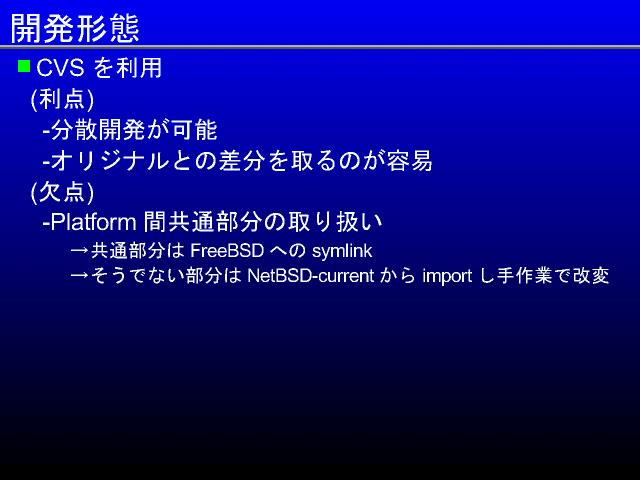 開発形態
CVS を利用
(利点)
-分散開発が可能
-オリジナルとの差分を取るのが容易
(欠点)
-Platform 間共通部分の取り扱い
→共通部分は FreeBSD への symlink
→そうでない部分は NetBSD-current から import し手作業で改変